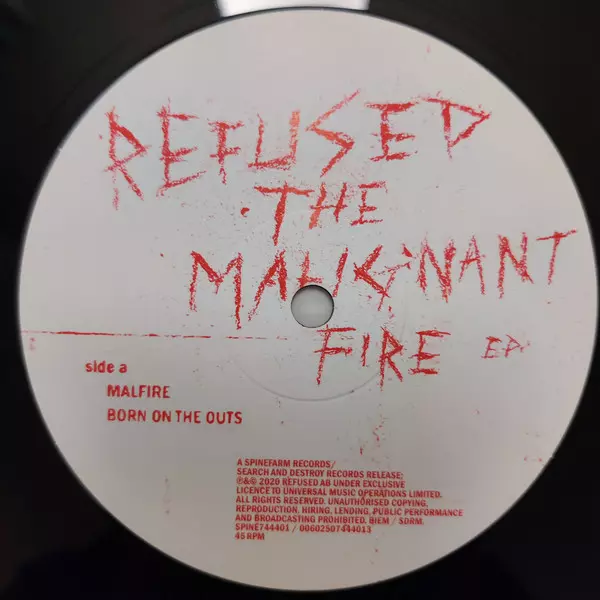 REFUSED
·THE
MALIGNANT
FIRE EP.
side a
MALFIRE
BORN ON THE OUTS
A SPINEFARM RECORDS/
SEARCH AND DESTROY RECORDS RELEASE;
℗&© 2020 REFUSED AB UNDER EXCLUSIVE
LICENCE TO UNIVERSAL MUSIC OPERATIONS LIMITED.
ALL RIGHTS RESERVED. UNAUTHORISED COPYING,
REPRODUCTION, HIRING, LENDING, PUBLIC PERFORMANCE
AND BROADCASTING PROHIBITED. BIEM / SDRM.
SPINE744401 / 00602507444013
45 RPM